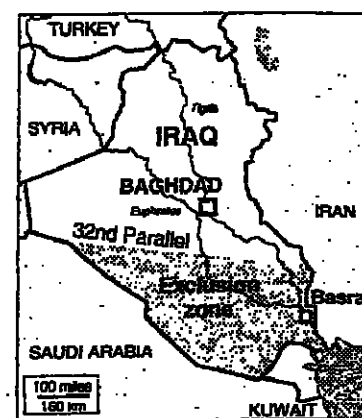 TURKEY
Tigris
SYRIA
IRAQ
BAGHDAD
Euphrates
IRAN
32nd Parallel
Exclusion
zone
Basra
SAUDI ARABIA
100 miles
160 km
KUWAIT